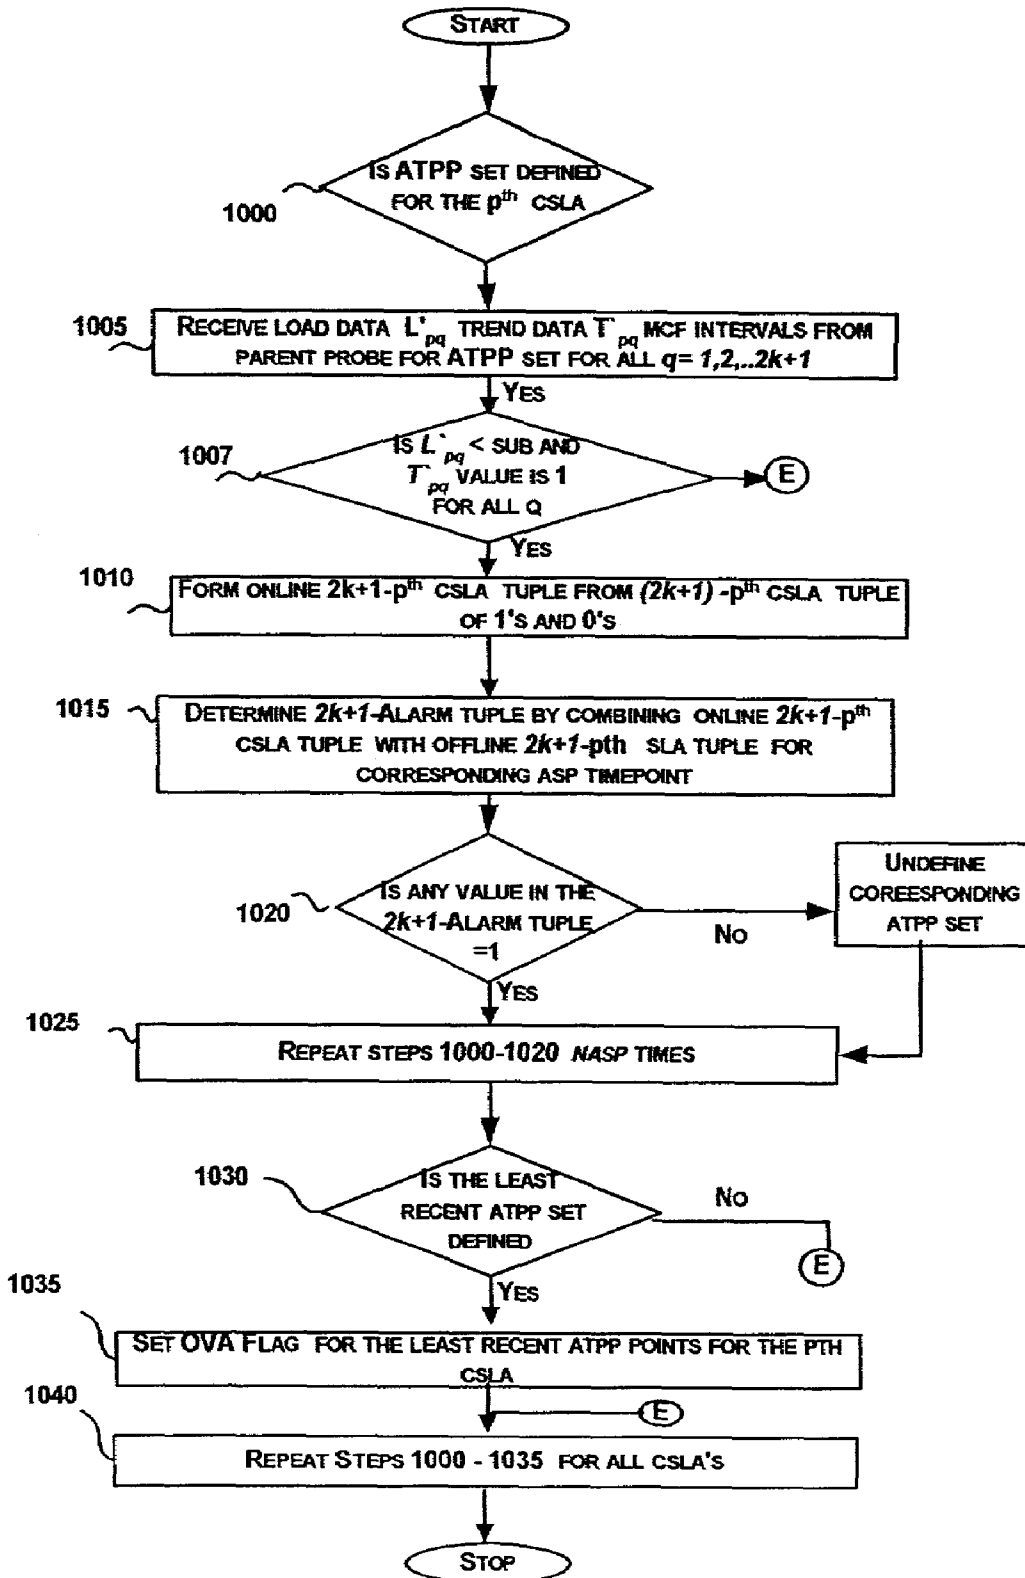 START
IS ATPP SET DEFINED
FOR THE pth CSLA
1000
1005
RECEIVE LOAD DATA L'pq TREND DATA T`pq MCF INTERVALS FROM
PARENT PROBE FOR ATPP SET FOR ALL q= 1,2,..2k+1
YES
1007
IS L`pq < SUB AND
T`pq VALUE IS 1
FOR ALL Q
E
YES
1010
FORM ONLINE 2k+1-pth CSLA TUPLE FROM (2k+1) -pth CSLA TUPLE
OF 1'S AND 0'S
1015
DETERMINE 2k+1-ALARM TUPLE BY COMBINING ONLINE 2k+1-pth
CSLA TUPLE WITH OFFLINE 2k+1-pth SLA TUPLE FOR
CORRESPONDING ASP TIMEPOINT
1020
IS ANY VALUE IN THE
2k+1-ALARM TUPLE
=1
NO
UNDEFINE
COREESPONDING
ATPP SET
YES
1025
REPEAT STEPS 1000-1020 NASP TIMES
1030
IS THE LEAST
RECENT ATPP SET
DEFINED
NO
E
YES
1035
SET OVA FLAG FOR THE LEAST RECENT ATPP POINTS FOR THE PTH
CSLA
1040
E
REPEAT STEPS 1000 - 1035 FOR ALL CSLA'S
STOP